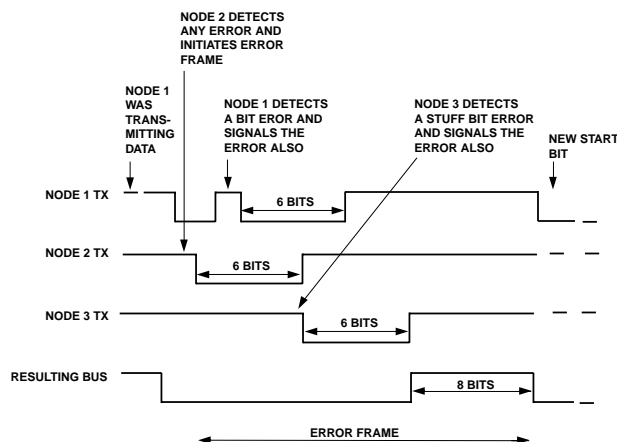 NODE 2 DETECTS
ANY ERROR AND
INITIATES ERROR
FRAME
NODE 1
WAS
TRANS-
MITTING
DATA
NODE 1 DETECTS
A BIT EROR AND
SIGNALS THE
ERROR ALSO
NODE 3 DETECTS
A STUFF BIT ERROR
AND SIGNALS THE
ERROR ALSO
NEW START
BIT
NODE 1 TX
6 BITS
NODE 2 TX
6 BITS
NODE 3 TX
6 BITS
RESULTING BUS
8 BITS
ERROR FRAME